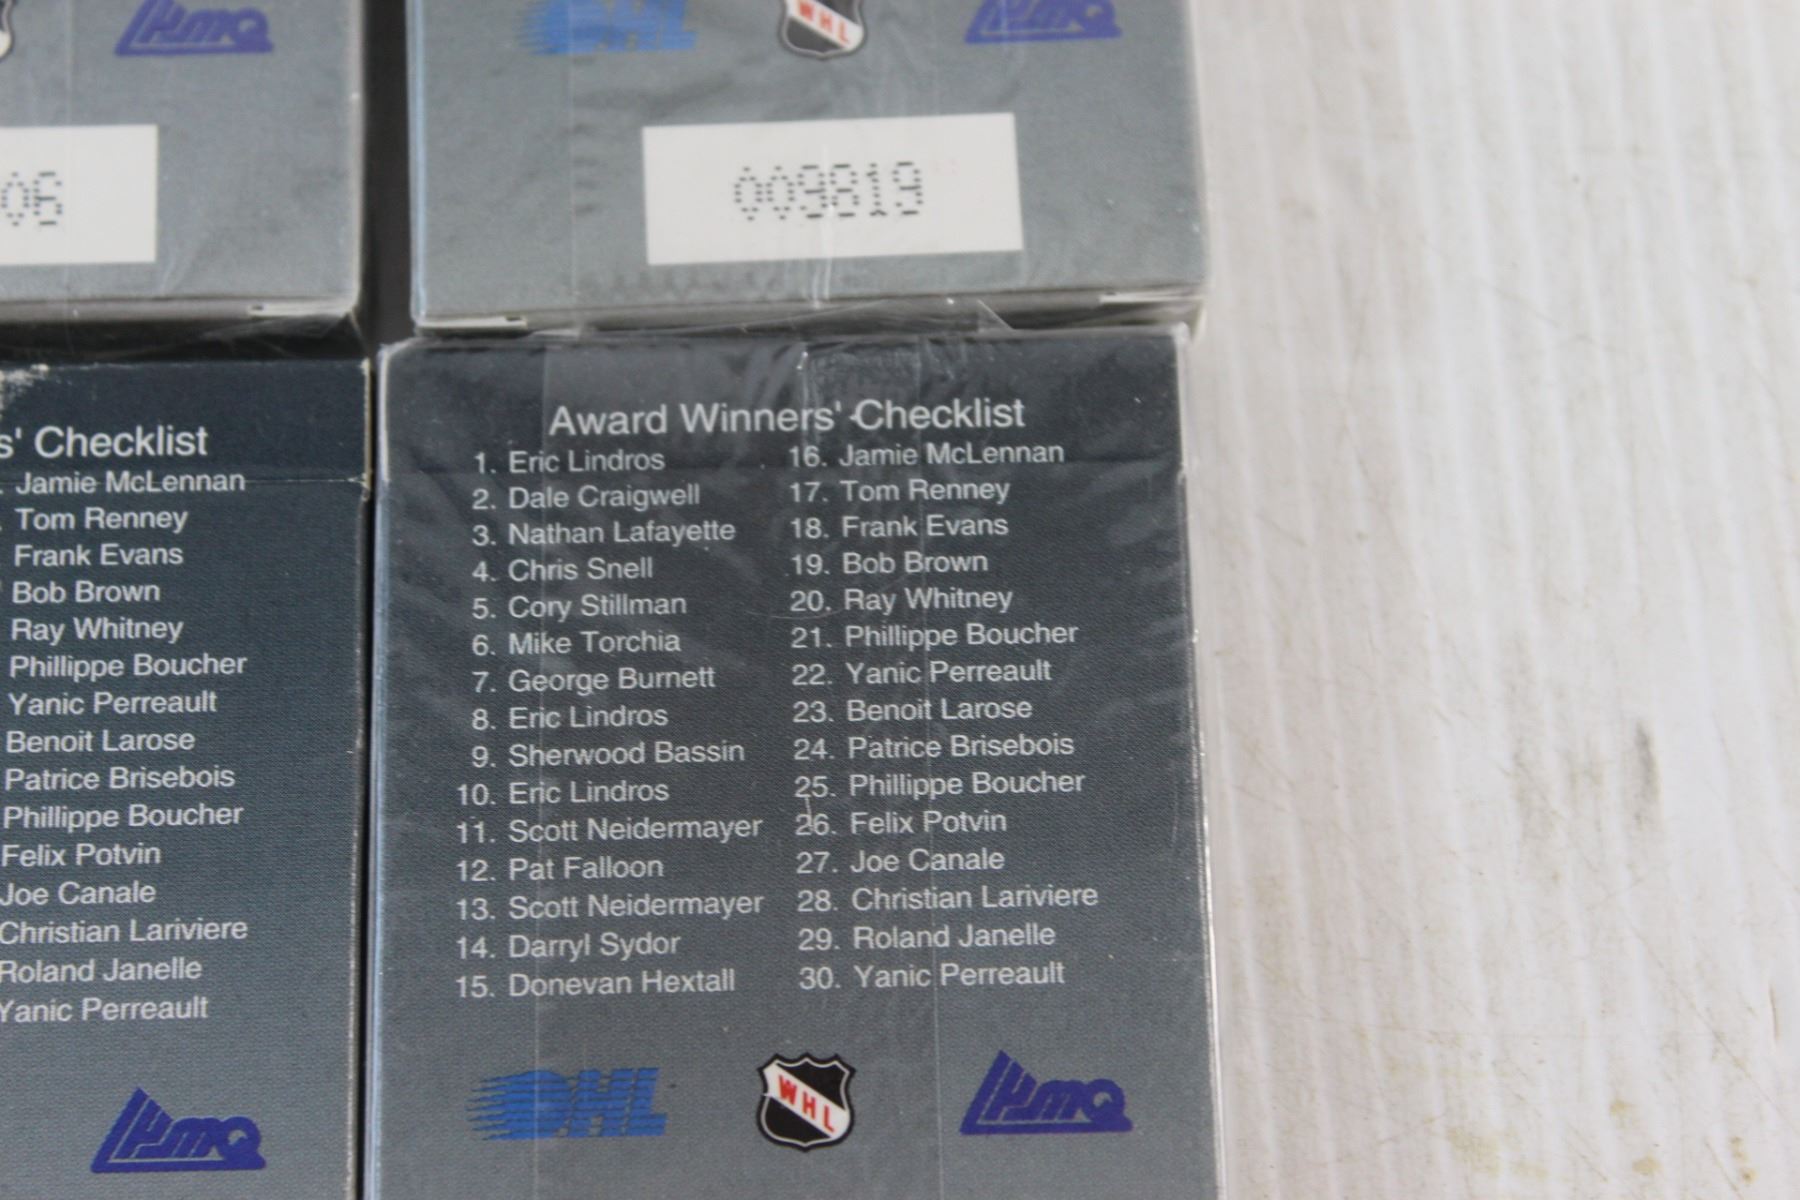 LHJMQ
OHL
WHL
LHJMQ
06
009819
s' Checklist
Jamie McLennan
Tom Renney
Frank Evans
Bob Brown
Ray Whitney
Phillippe Boucher
Yanic Perreault
Benoit Larose
Patrice Brisebois
Phillippe Boucher
Felix Potvin
Joe Canale
Christian Lariviere
Roland Janelle
Yanic Perreault
LHJMQ
Award Winners' Checklist
1. Eric Lindros
2. Dale Craigwell
3. Nathan Lafayette
4. Chris Snell
5. Cory Stillman
6. Mike Torchia
7. George Burnett
8. Eric Lindros
9. Sherwood Bassin
10. Eric Lindros
11. Scott Neidermayer
12. Pat Falloon
13. Scott Neidermayer
14. Darryl Sydor
15. Donevan Hextall
16. Jamie McLennan
17. Tom Renney
18. Frank Evans
19. Bob Brown
20. Ray Whitney
21. Phillippe Boucher
22. Yanic Perreault
23. Benoit Larose
24. Patrice Brisebois
25. Phillippe Boucher
26. Felix Potvin
27. Joe Canale
28. Christian Lariviere
29. Roland Janelle
30. Yanic Perreault
OHL
WHL
LHJMQ